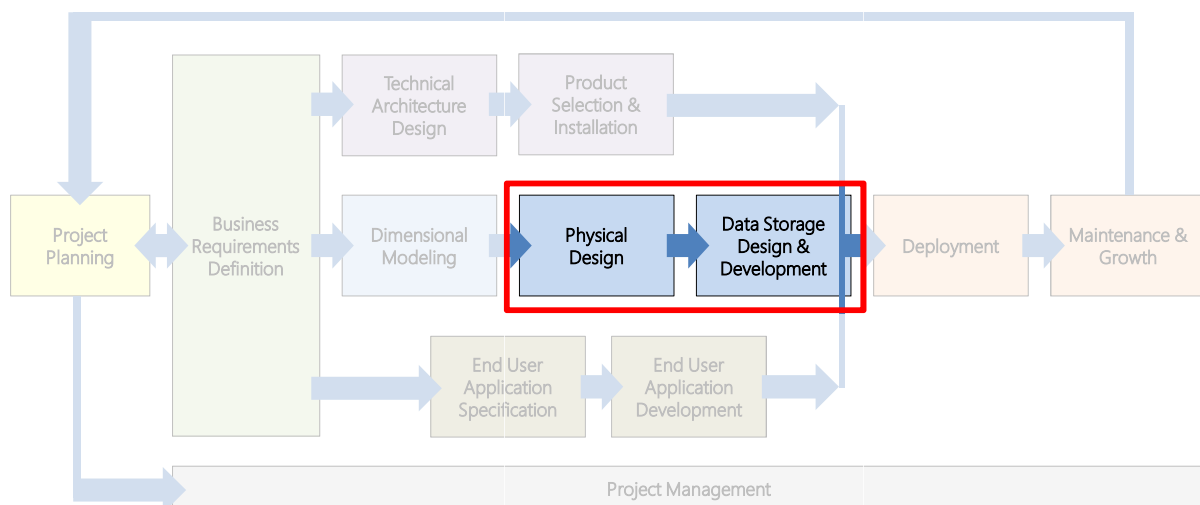 Technical
Architecture
Design
Product
Selection &
Installation
Project
Planning
Business
Requirements
Definition
Dimensional
Modeling
Physical
Design
Data Storage
Design &
Development
Deployment
Maintenance &
Growth
End User
Application
Specification
End User
Application
Development
Project Management